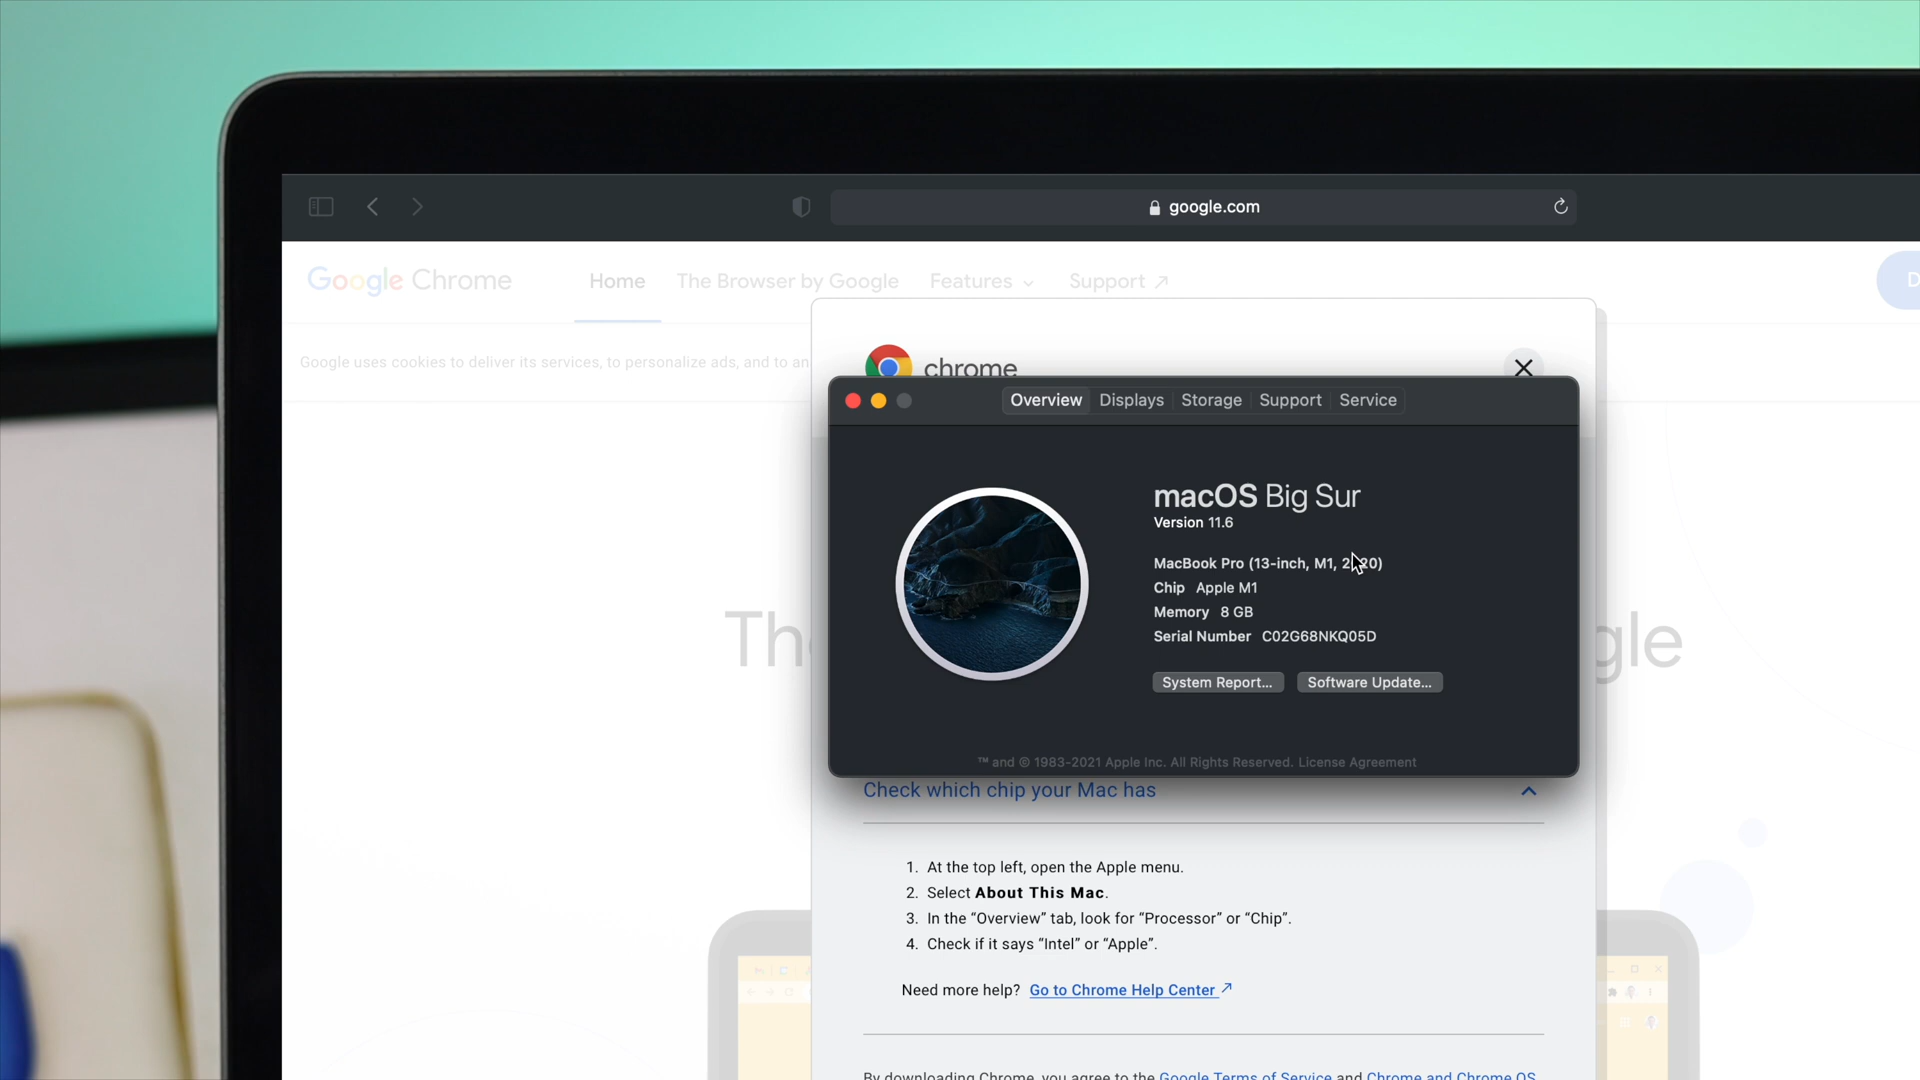 google.com
Google Chrome
Home
The Browser by Google
Features
Support
D
Google uses cookies to deliver its services, to personalize ads, and to an
chrome
Overview
Displays
Storage
Support
Service
macOS Big Sur
Version 11.6
MacBook Pro (13-inch, M1, 2020)
Chip Apple M1
Memory 8 GB
Serial Number C02G68NKQ05D
System Report...
Software Update...
™ and © 1983-2021 Apple Inc. All Rights Reserved. License Agreement
Th
gle
Check which chip your Mac has
1. At the top left, open the Apple menu.
2. Select About This Mac.
3. In the “Overview” tab, look for “Processor” or “Chip”.
4. Check if it says “Intel” or “Apple”.
Need more help? Go to Chrome Help Center
By downloading Chrome, you agree to the Google Terms of Service and Chrome and Chrome OS